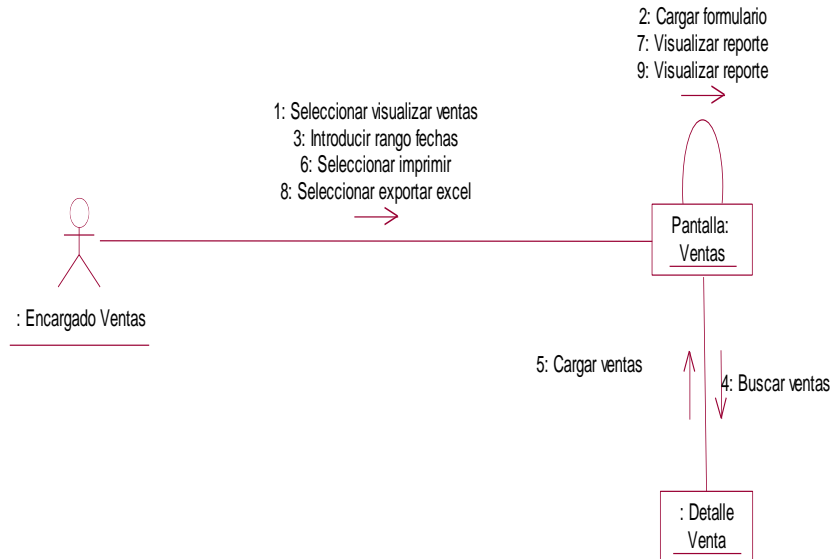 2: Cargar formulario
7: Visualizar reporte
9: Visualizar reporte
1: Seleccionar visualizar ventas
3: Introducir rango fechas
6: Seleccionar imprimir
8: Seleccionar exportar excel
Pantalla:
Ventas
: Encargado Ventas
5: Cargar ventas
4: Buscar ventas
: Detalle
Venta